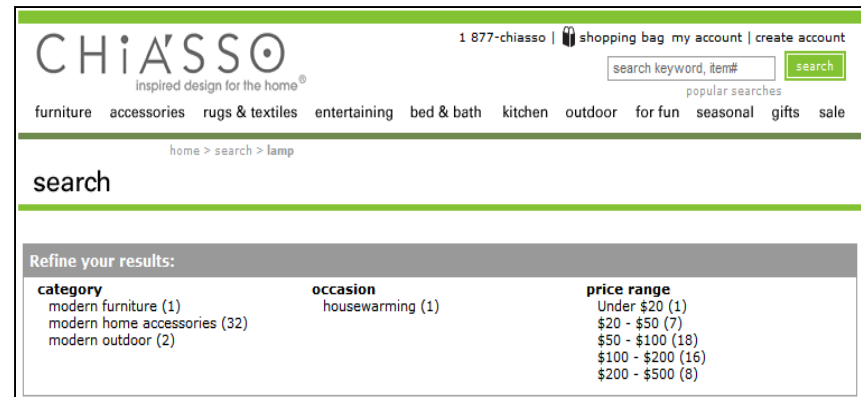 1 877-chiasso | shopping bag my account | create account
CHiA'SSO
inspired design for the home®
search keyword, item# search
popular searches
furniture accessories rugs & textiles entertaining bed & bath kitchen outdoor for fun seasonal gifts sale
home > search > lamp
search
Refine your results:
category
modern furniture (1)
modern home accessories (32)
modern outdoor (2)
occasion
housewarming (1)
price range
Under $20 (1)
$20 - $50 (7)
$50 - $100 (18)
$100 - $200 (16)
$200 - $500 (8)